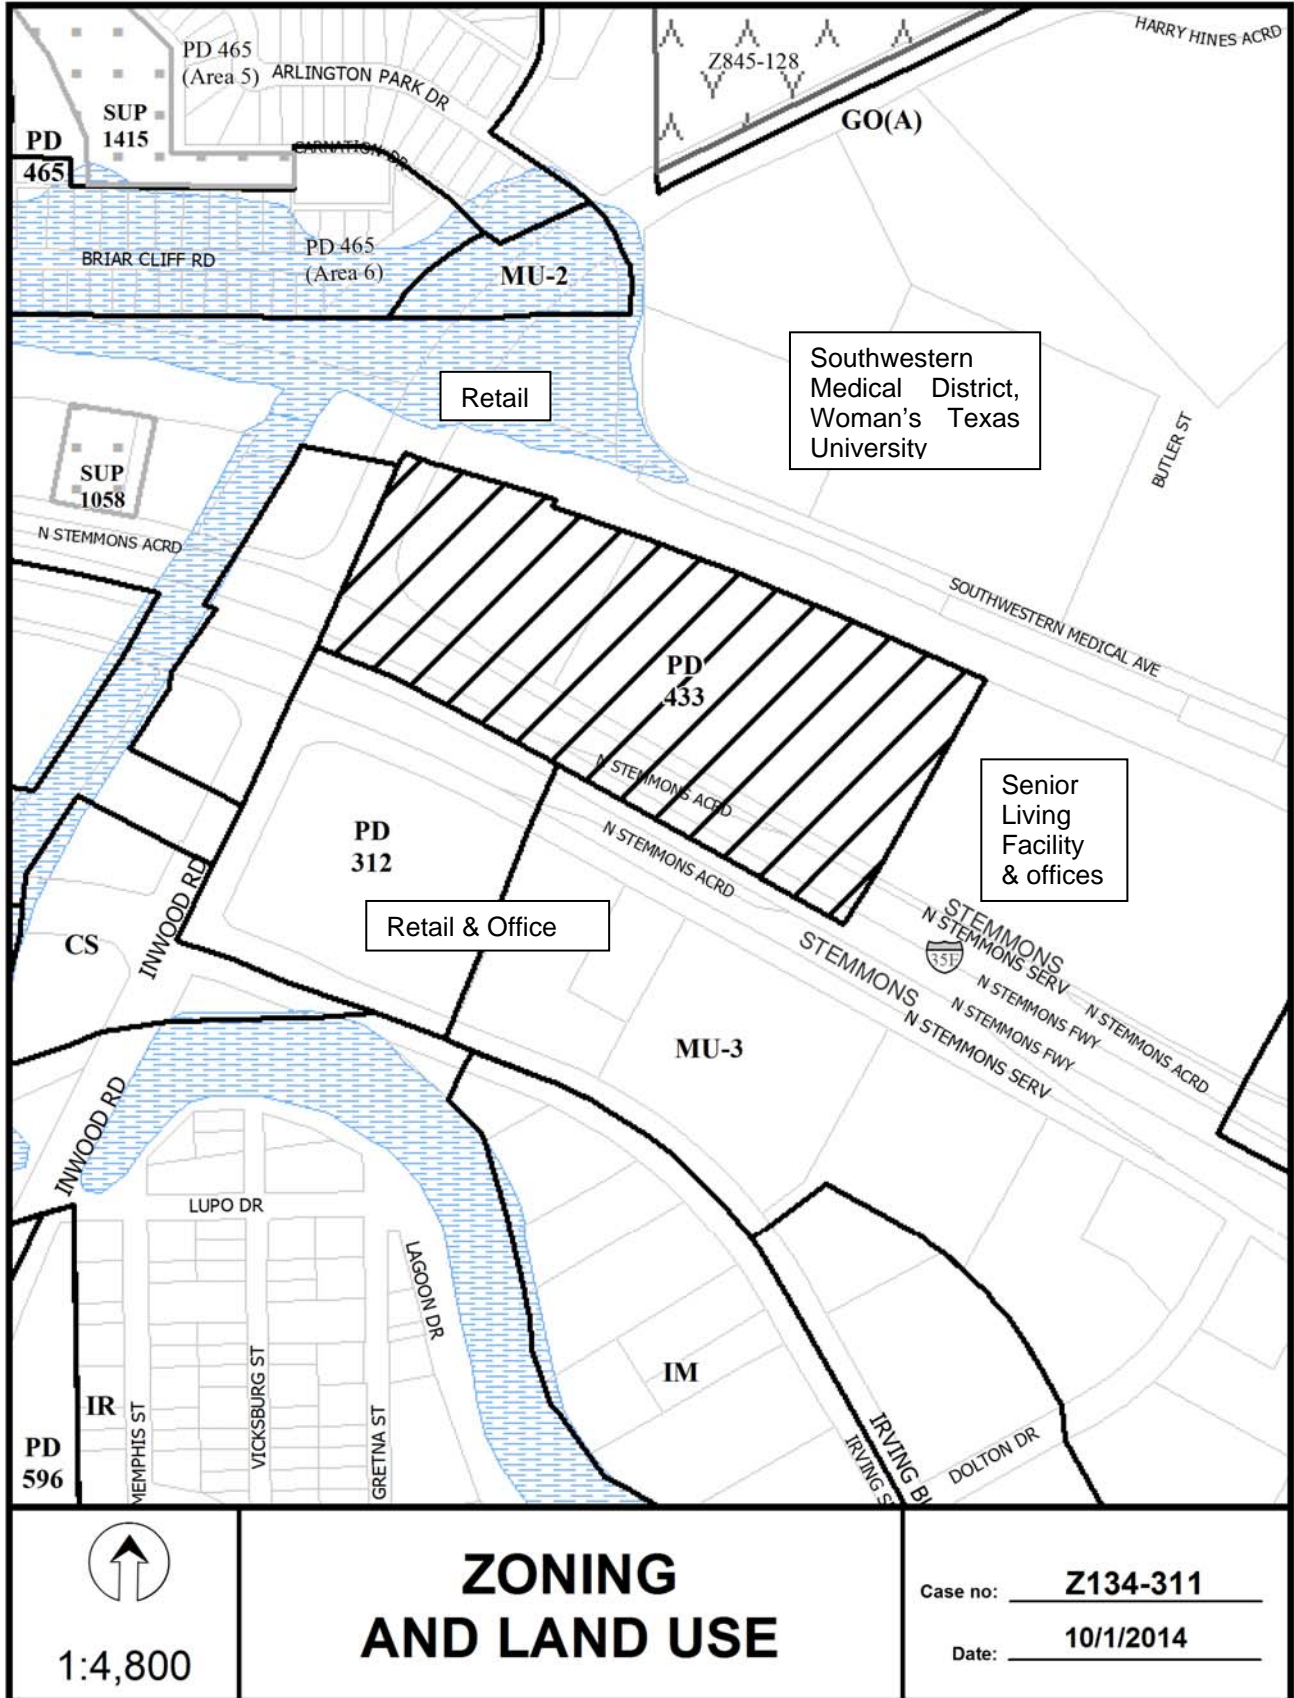 HARRY HINES ACRD
PD 465
(Area 5)
ARLINGTON PARK DR
Z845-128
SUP
1415
GO(A)
PD
465
CARNATION DR
BRIAR CLIFF RD
PD 465
(Area 6)
MU-2
Southwestern
Medical District,
Woman's Texas
University
Retail
BUTLER ST
SUP
1058
N STEMMONS ACRD
SOUTHWESTERN MEDICAL AVE
PD
433
N STEMMONS ACRD
Senior
Living
Facility
& offices
PD
312
N STEMMONS ACRD
INWOOD RD
Retail & Office
CS
STEMMONS
STEMMONS
N STEMMONS SERV
35E
N STEMMONS FWY
N STEMMONS ACRD
N STEMMONS FWY
N STEMMONS SERV
MU-3
INWOOD RD
LUPO DR
LAGOON DR
IM
IR
MEMPHIS ST
VICKSBURG ST
GRETNA ST
PD
596
IRVING BL
IRVING S
DOLTON DR
1:4,800
ZONING
AND LAND USE
Case no: Z134-311
Date: 10/1/2014